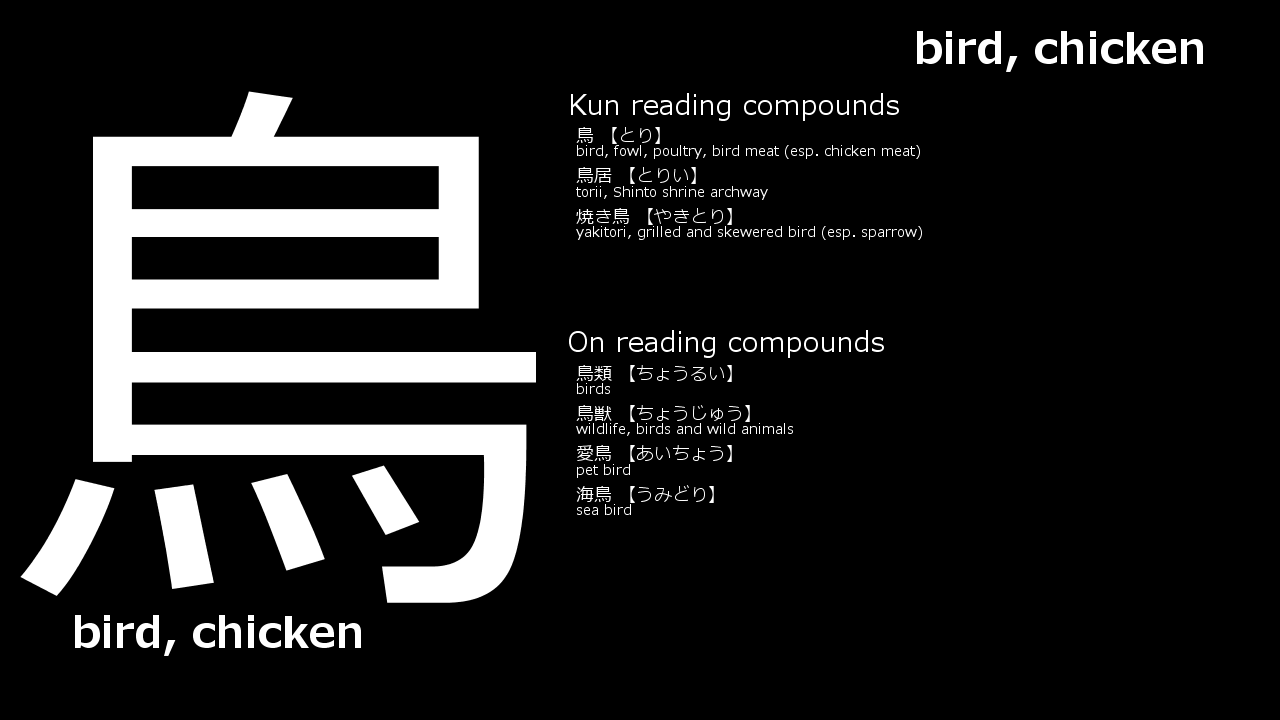 bird, chicken
鳥
bird, chicken
Kun reading compounds
鳥 【とり】
bird, fowl, poultry, bird meat (esp. chicken meat)
鳥居 【とりい】
torii, Shinto shrine archway
焼き鳥 【やきとり】
yakitori, grilled and skewered bird (esp. sparrow)
On reading compounds
鳥類 【ちょうるい】
birds
鳥獣 【ちょうじゅう】
wildlife, birds and wild animals
愛鳥 【あいちょう】
pet bird
海鳥 【うみどり】
sea bird